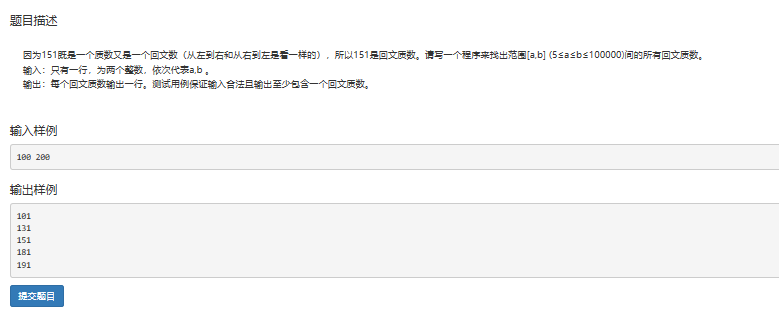 题目描述
因为151既是一个质数又是一个回文数（从左到右和从右到左是看一样的），所以151是回文质数。请写一个程序来找出范围[a,b] (5≤a≤b≤100000)间的所有回文质数。
输入：只有一行，为两个整数，依次代表a,b 。
输出：每个回文质数输出一行。测试用例保证输入合法且输出至少包含一个回文质数。
输入样例
100 200
输出样例
101
131
151
181
191
提交题目